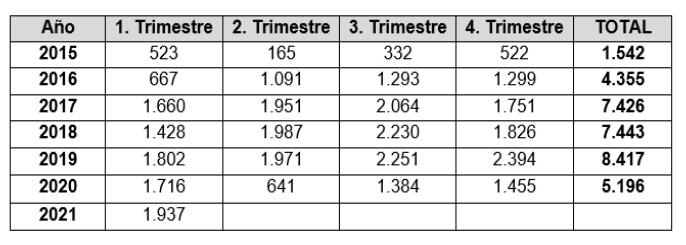 Año 1. Trimestre 2. Trimestre 3. Trimestre 4. Trimestre TOTAL
2015 523 165 332 522 1.542
2016 667 1.091 1.293 1.299 4.355
2017 1.660 1.951 2.064 1.751 7.426
2018 1.428 1.987 2.230 1.826 7.443
2019 1.802 1.971 2.251 2.394 8.417
2020 1.716 641 1.384 1.455 5.196
2021 1.937